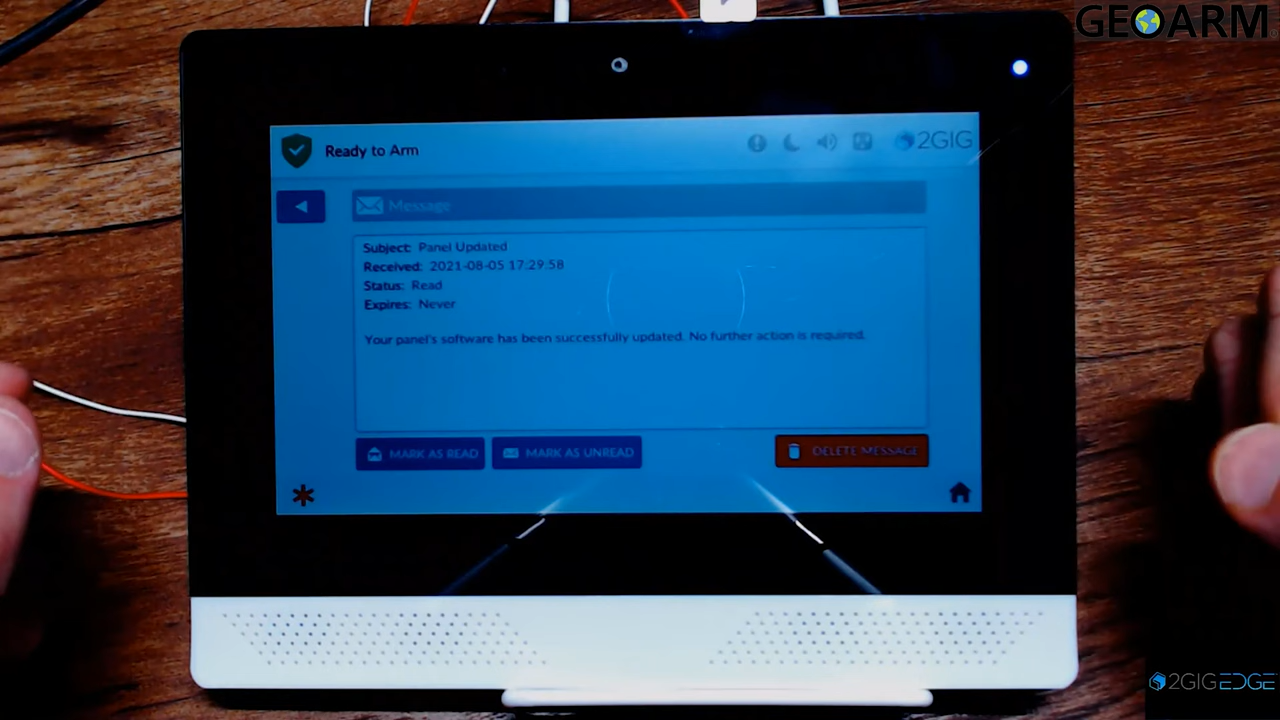 GEOARM
Ready to Arm
2GIG
Message
Subject: Panel Updated
Received: 2021-08-05 17:29:58
Status: Read
Expires: Never
Your panel's software has been successfully updated. No further action is required.
MARK AS READ
MARK AS UNREAD
DELETE MESSAGE
2GIG EDGE